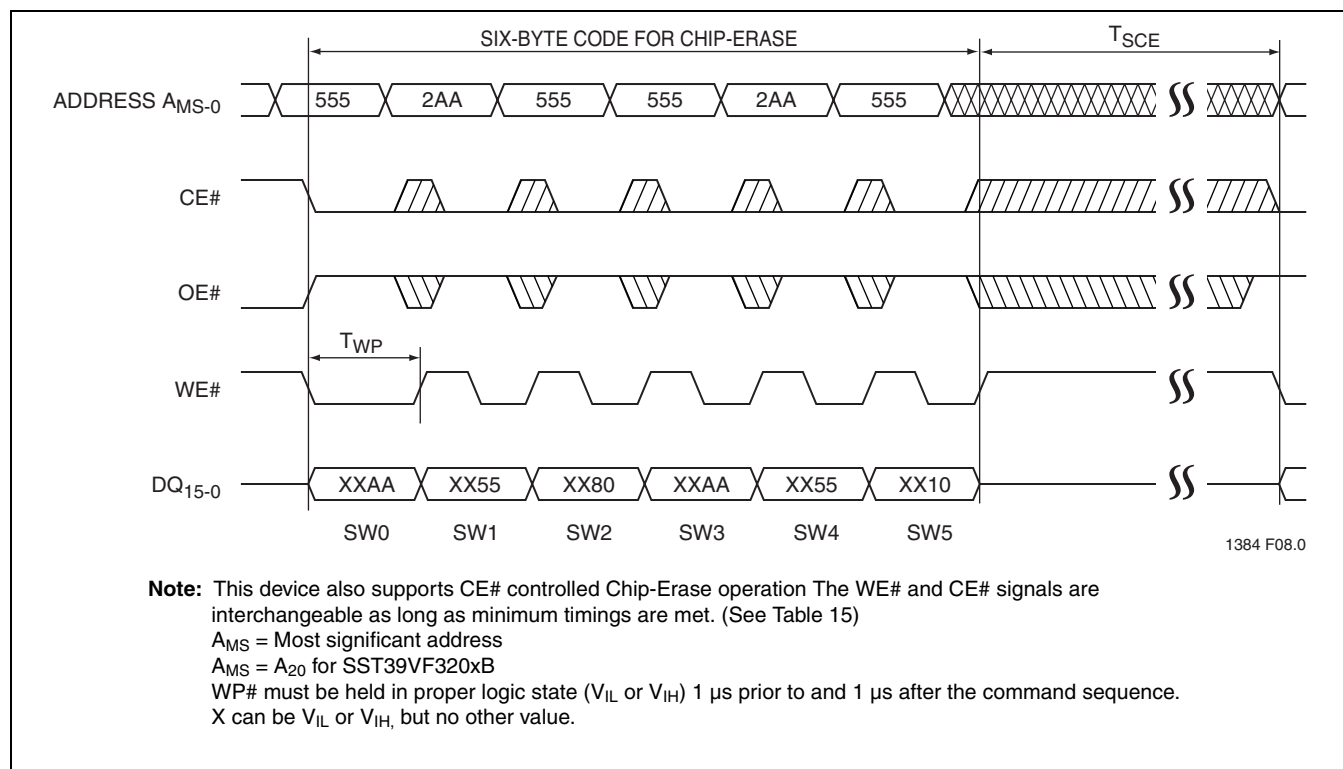 SIX-BYTE CODE FOR CHIP-ERASE TSCE
ADDRESS AMS-0 555 2AA 555 555 2AA 555
CE#
OE#
TWP
WE#
DQ15-0 XXAA XX55 XX80 XXAA XX55 XX10
SW0 SW1 SW2 SW3 SW4 SW5
1384 F08.0
Note: This device also supports CE# controlled Chip-Erase operation The WE# and CE# signals are
interchangeable as long as minimum timings are met. (See Table 15)
AMS = Most significant address
AMS = A20 for SST39VF320xB
WP# must be held in proper logic state (VIL or VIH) 1 µs prior to and 1 µs after the command sequence.
X can be VIL or VIH, but no other value.